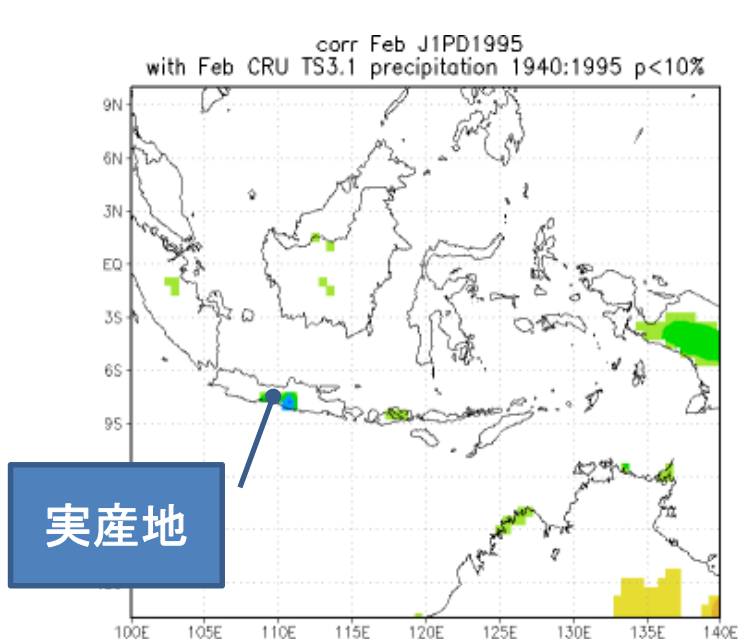 corr Feb J1PD1995
with Feb CRU TS3.1 precipitation 1940:1995 p<10%
9N
6N
3N
EQ
3S
6S
9S
実産地
100E 105E 110E 115E 120E 125E 130E 135E 140E